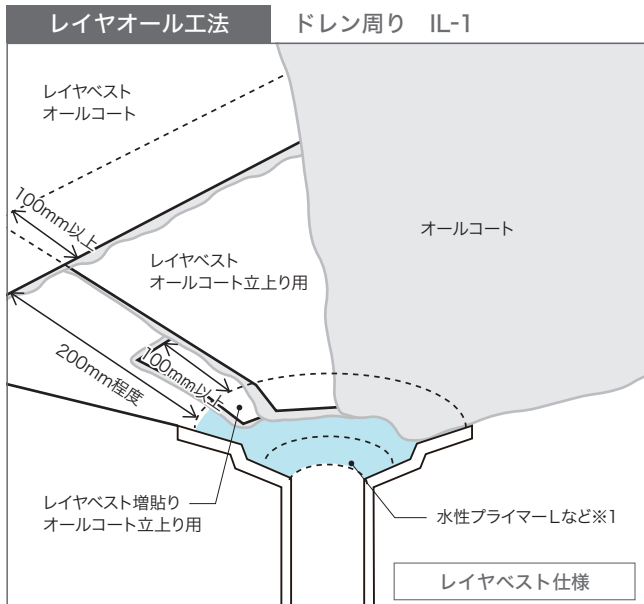 レイヤオール工法
ドレン周り IL-1
レイヤベスト
オールコート
100mm以上
オールコート
レイヤベスト
オールコート立上り用
200mm程度
100mm以上
レイヤベスト増貼り
オールコート立上り用
水性プライマーLなど※1
レイヤベスト仕様